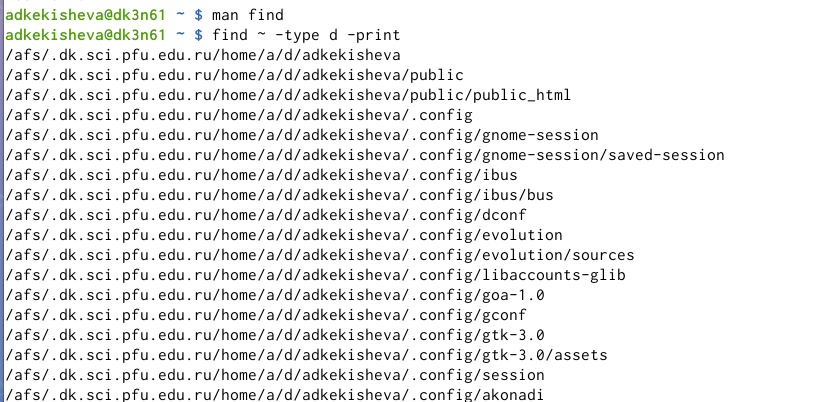 adkekisheva@dk3n61 ~ $ man find
adkekisheva@dk3n61 ~ $ find ~ -type d -print
/afs/.dk.sci.pfu.edu.ru/home/a/d/adkekisheva
/afs/.dk.sci.pfu.edu.ru/home/a/d/adkekisheva/public
/afs/.dk.sci.pfu.edu.ru/home/a/d/adkekisheva/public/public_html
/afs/.dk.sci.pfu.edu.ru/home/a/d/adkekisheva/.config
/afs/.dk.sci.pfu.edu.ru/home/a/d/adkekisheva/.config/gnome-session
/afs/.dk.sci.pfu.edu.ru/home/a/d/adkekisheva/.config/gnome-session/saved-session
/afs/.dk.sci.pfu.edu.ru/home/a/d/adkekisheva/.config/ibus
/afs/.dk.sci.pfu.edu.ru/home/a/d/adkekisheva/.config/ibus/bus
/afs/.dk.sci.pfu.edu.ru/home/a/d/adkekisheva/.config/dconf
/afs/.dk.sci.pfu.edu.ru/home/a/d/adkekisheva/.config/evolution
/afs/.dk.sci.pfu.edu.ru/home/a/d/adkekisheva/.config/evolution/sources
/afs/.dk.sci.pfu.edu.ru/home/a/d/adkekisheva/.config/libaccounts-glib
/afs/.dk.sci.pfu.edu.ru/home/a/d/adkekisheva/.config/goa-1.0
/afs/.dk.sci.pfu.edu.ru/home/a/d/adkekisheva/.config/gconf
/afs/.dk.sci.pfu.edu.ru/home/a/d/adkekisheva/.config/gtk-3.0
/afs/.dk.sci.pfu.edu.ru/home/a/d/adkekisheva/.config/gtk-3.0/assets
/afs/.dk.sci.pfu.edu.ru/home/a/d/adkekisheva/.config/session
/afs/.dk.sci.pfu.edu.ru/home/a/d/adkekisheva/.config/akonadi